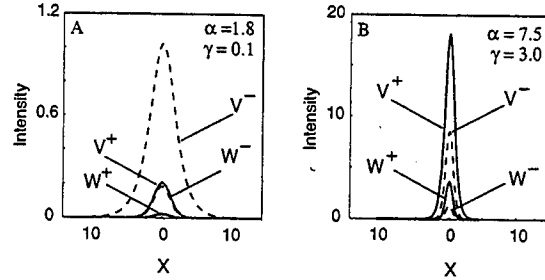 1.2
A
α=1.8
γ=0.1
0.6
0
Intensity
V⁻
V⁺
W⁻
W⁺
10 0 10
X
20
B
α=7.5
γ=3.0
10
0
Intensity
V⁺
V⁻
W⁺
W⁻
10 0 10
X